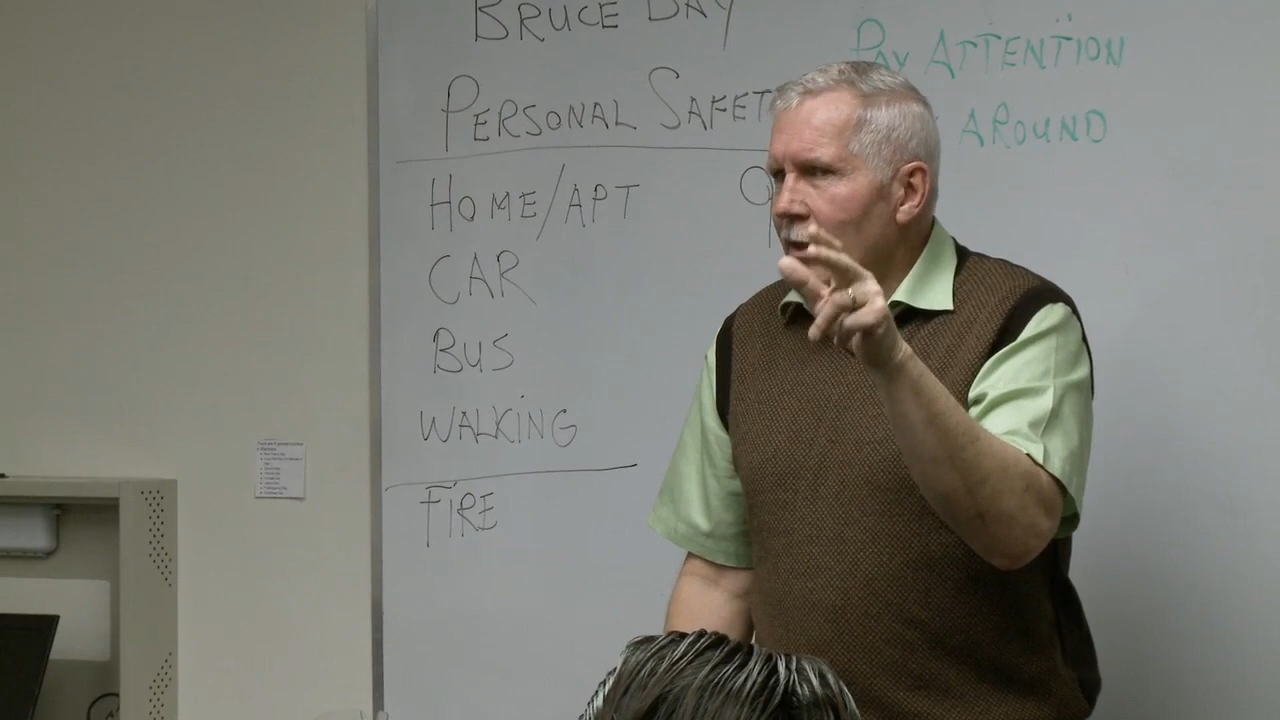 BRUCE DAY
PERSONAL SAFET
HOME/APT
CAR
BUS
WALKING
FIRE
PAY ATTENTION
AROUND